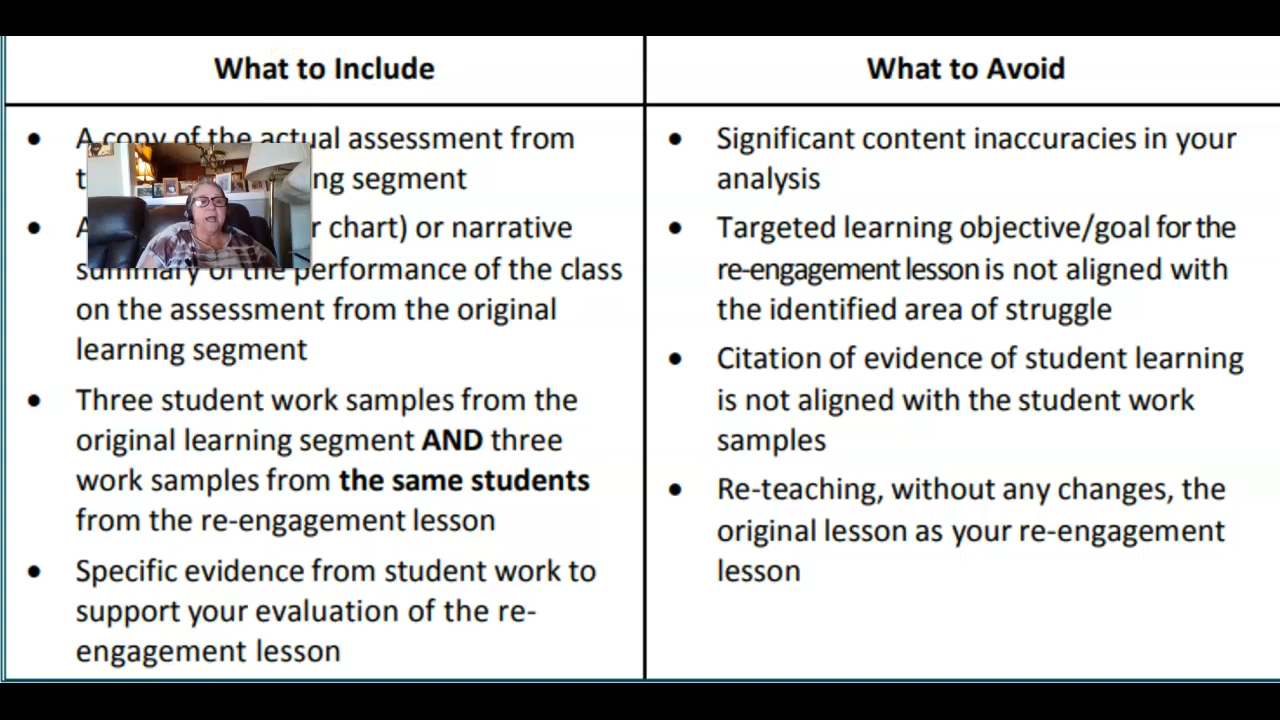 What to Include
A copy of the actual assessment from
ng segment
r chart) or narrative
summary of the performance of the class
on the assessment from the original
learning segment
Three student work samples from the
original learning segment AND three
work samples from the same students
from the re-engagement lesson
Specific evidence from student work to
support your evaluation of the re-
engagement lesson
What to Avoid
Significant content inaccuracies in your
analysis
Targeted learning objective/goal for the
re-engagement lesson is not aligned with
the identified area of struggle
Citation of evidence of student learning
is not aligned with the student work
samples
Re-teaching, without any changes, the
original lesson as your re-engagement
lesson